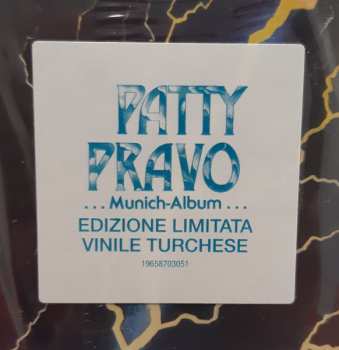 PATTY
PRAVO
...Munich-Album...
EDIZIONE LIMITATA
VINILE TURCHESE
19658703051